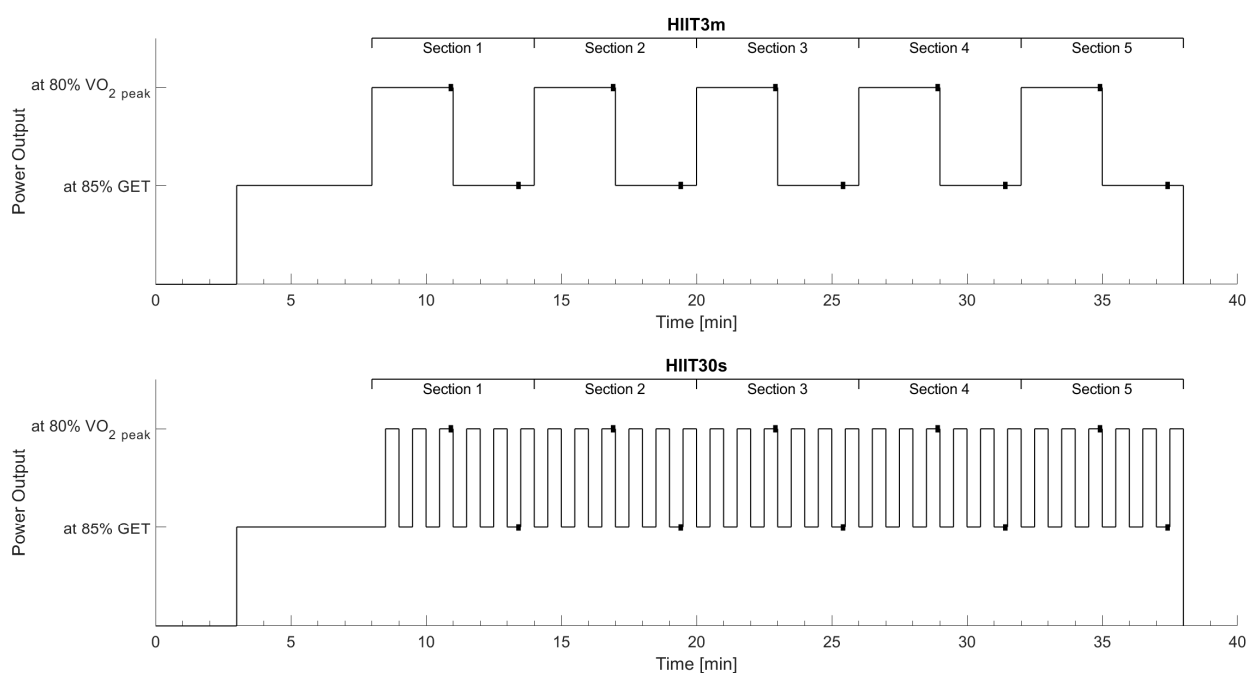 HIIT3m
Section 1 Section 2 Section 3 Section 4 Section 5
at 80% VO2 peak
at 85% GET
Power Output
0 5 10 15 20 25 30 35 40
Time [min]
HIIT30s
Section 1 Section 2 Section 3 Section 4 Section 5
at 80% VO2 peak
at 85% GET
Power Output
0 5 10 15 20 25 30 35 40
Time [min]